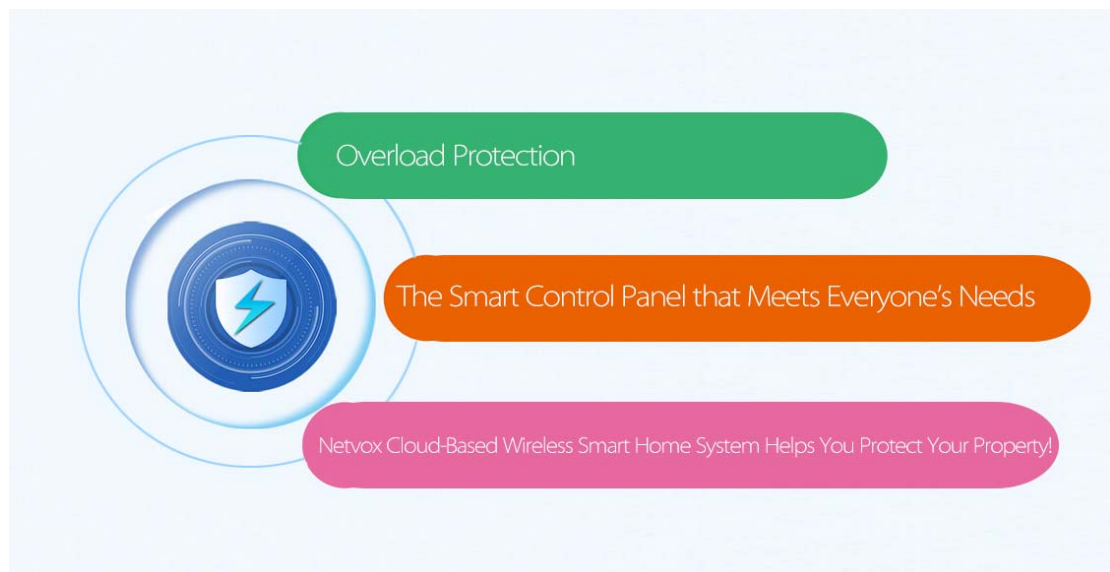 Overload Protection
The Smart Control Panel that Meets Everyone’s Needs
Netvox Cloud-Based Wireless Smart Home System Helps You Protect Your Property!